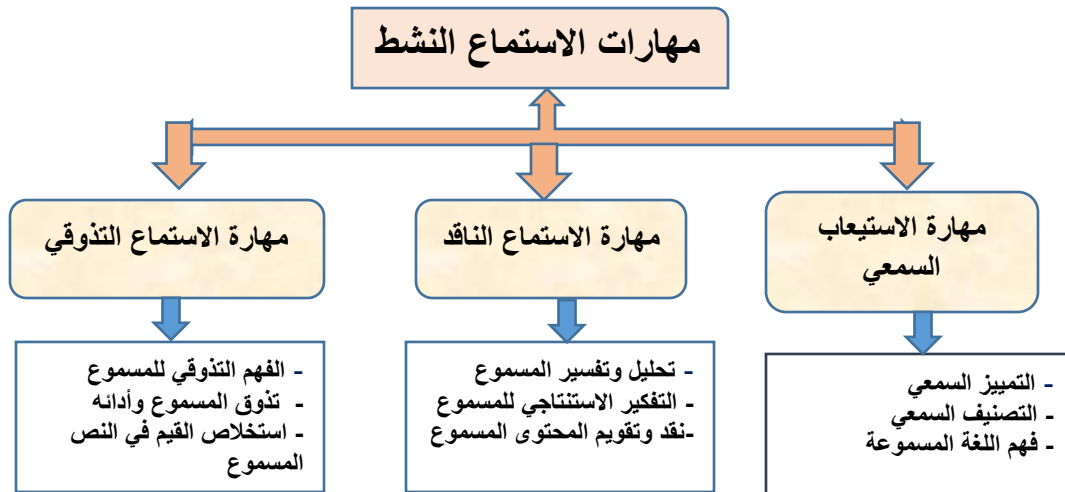 مهارات الاستماع النشط
مهارة الاستيعاب
السمعي
مهارة الاستماع الناقد
مهارة الاستماع التذوقي
- التمييز السمعي
- التصنيف السمعي
- فهم اللغة المسموعة
- تحليل وتفسير المسموع
- التفكير الاستنتاجي للمسموع
-نقد وتقويم المحتوى المسموع
- الفهم التذوقي للمسموع
- تذوق المسموع وأدائه
- استخلاص القيم في النص
المسموع